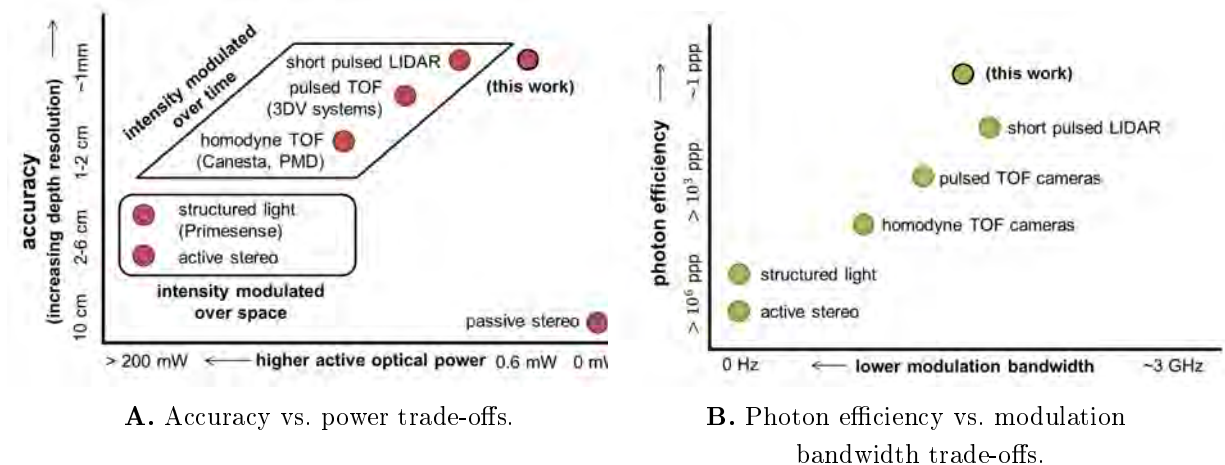 accuracy
(increasing depth resolution)
10 cm
2-6 cm
1-2 cm
~1mm
intensity modulated
over time
short pulsed LIDAR
pulsed TOF
(3DV systems)
homodyne TOF
(Canesta, PMD)
(this work)
structured light
(Primesense)
active stereo
intensity modulated
over space
passive stereo
> 200 mW
higher active optical power
0.6 mW
0 mW
A. Accuracy vs. power trade-offs.
photon efficiency
> 10⁶ ppp
> 10³ ppp
~1 ppp
(this work)
short pulsed LIDAR
pulsed TOF cameras
homodyne TOF cameras
structured light
active stereo
0 Hz
lower modulation bandwidth
~3 GHz
B. Photon efficiency vs. modulation
bandwidth trade-offs.